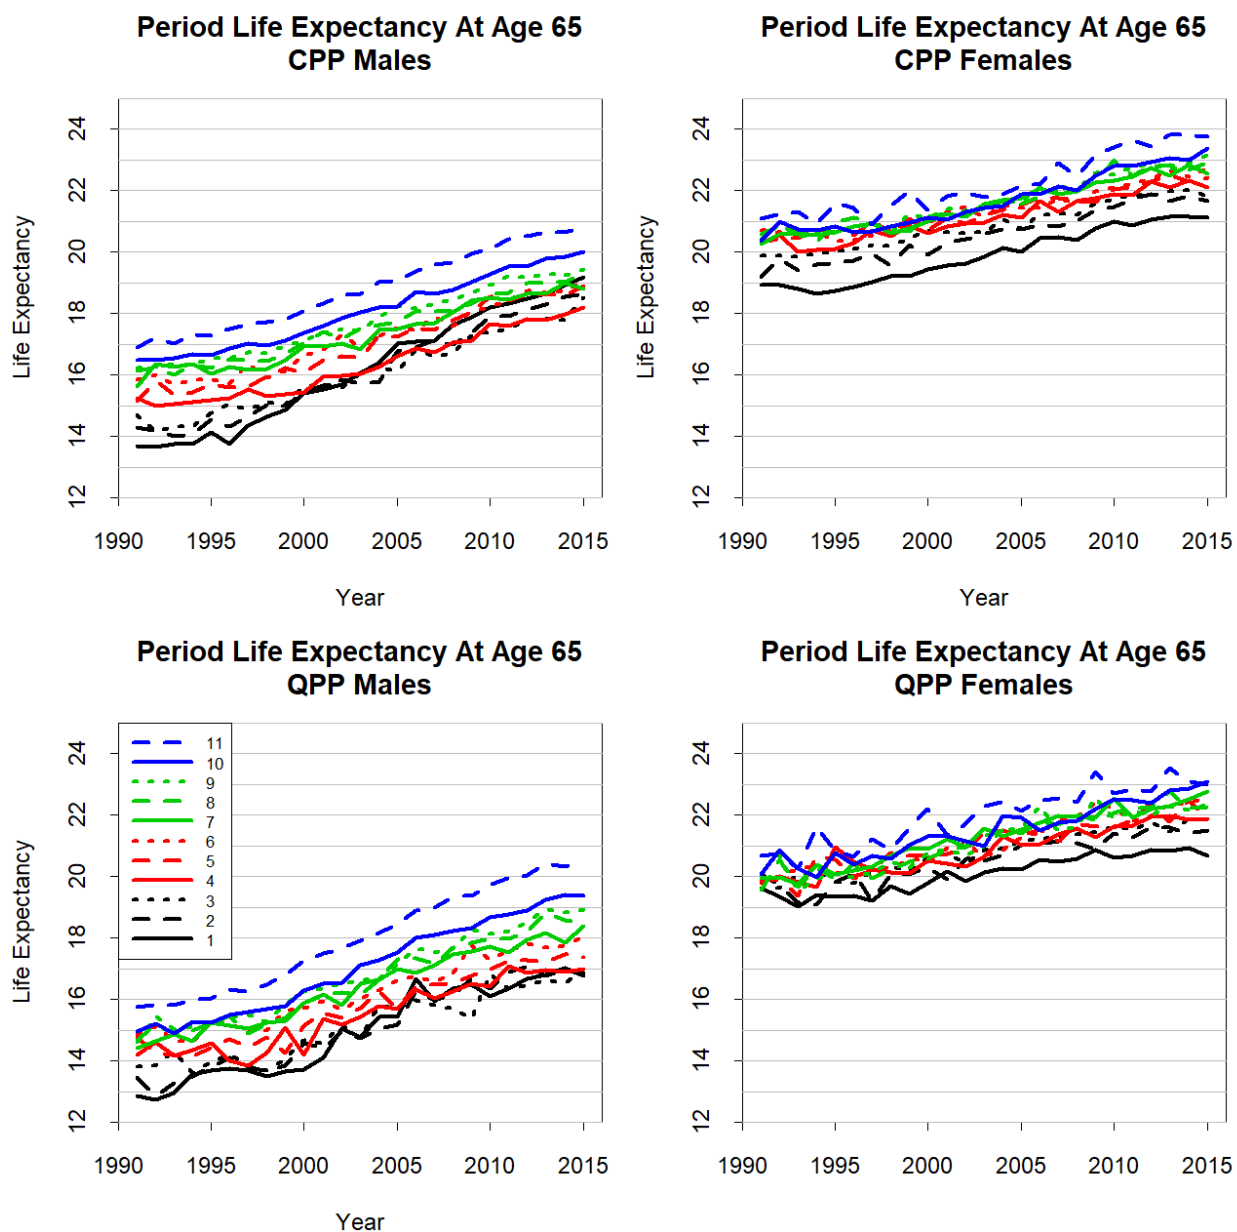 Period Life Expectancy At Age 65
CPP Males
Life Expectancy
24
22
20
18
16
14
12
1990 1995 2000 2005 2010 2015
Year
Period Life Expectancy At Age 65
CPP Females
Life Expectancy
24
22
20
18
16
14
12
1990 1995 2000 2005 2010 2015
Year
Period Life Expectancy At Age 65
QPP Males
Life Expectancy
24
22
20
18
16
14
12
11
10
9
8
7
6
5
4
3
2
1
1990 1995 2000 2005 2010 2015
Year
Period Life Expectancy At Age 65
QPP Females
24
22
20
18
16
14
12
1990 1995 2000 2005 2010 2015